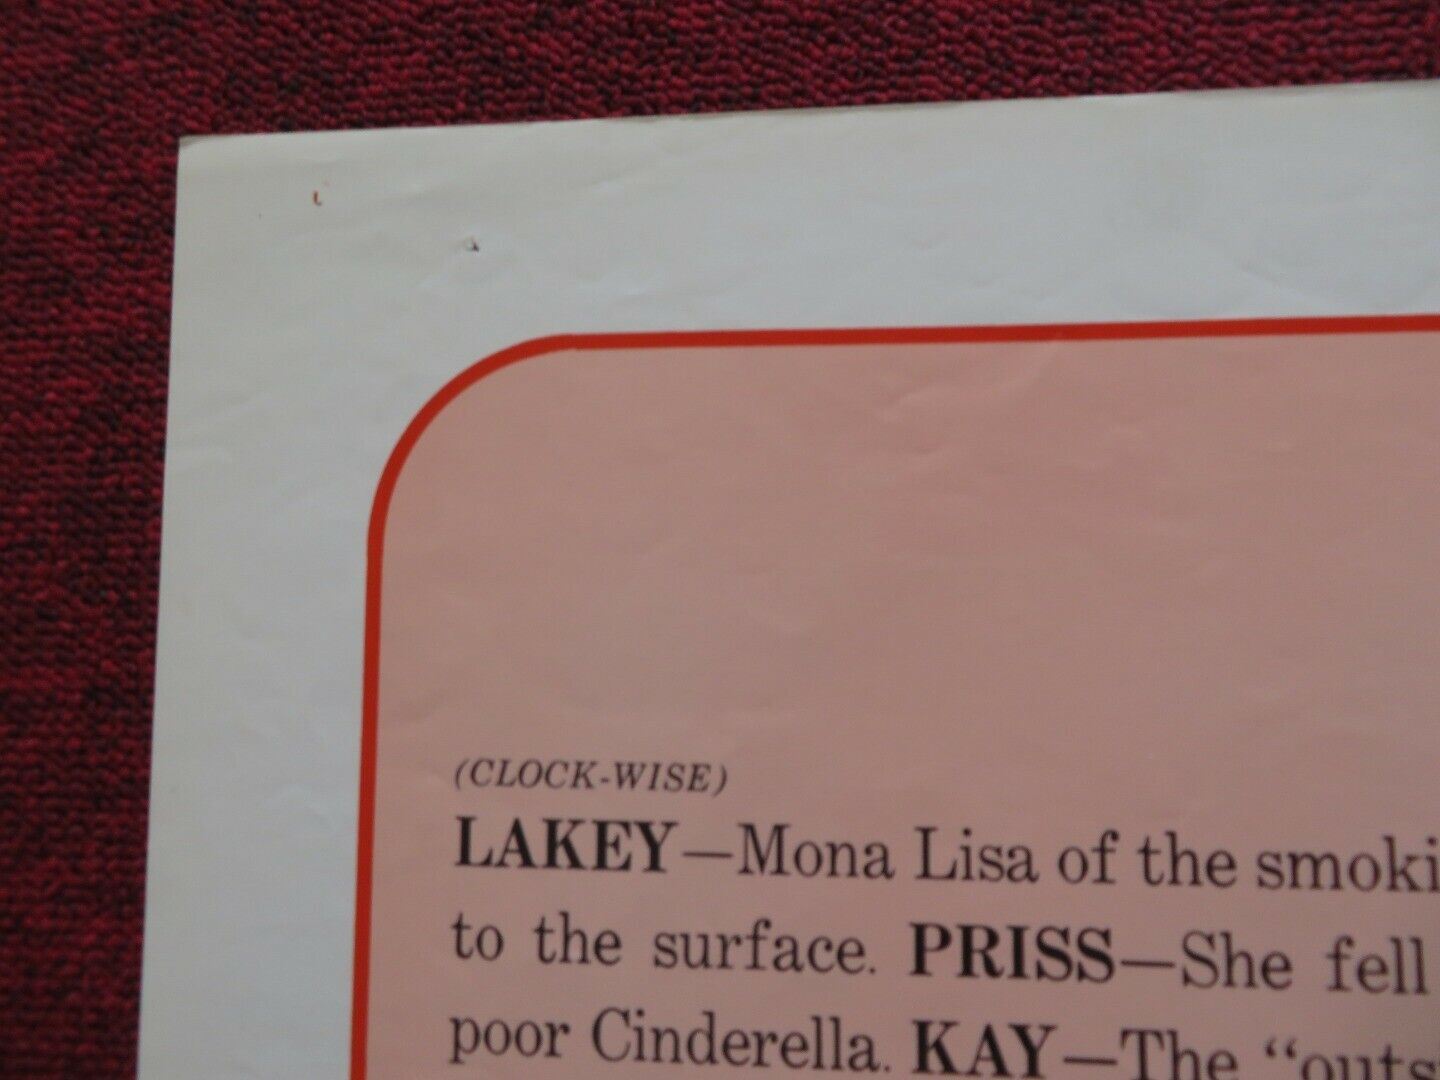 (CLOCK-WISE)
LAKEY—Mona Lisa of the smoki
to the surface. PRISS—She fell
poor Cinderella. KAY—The “outs